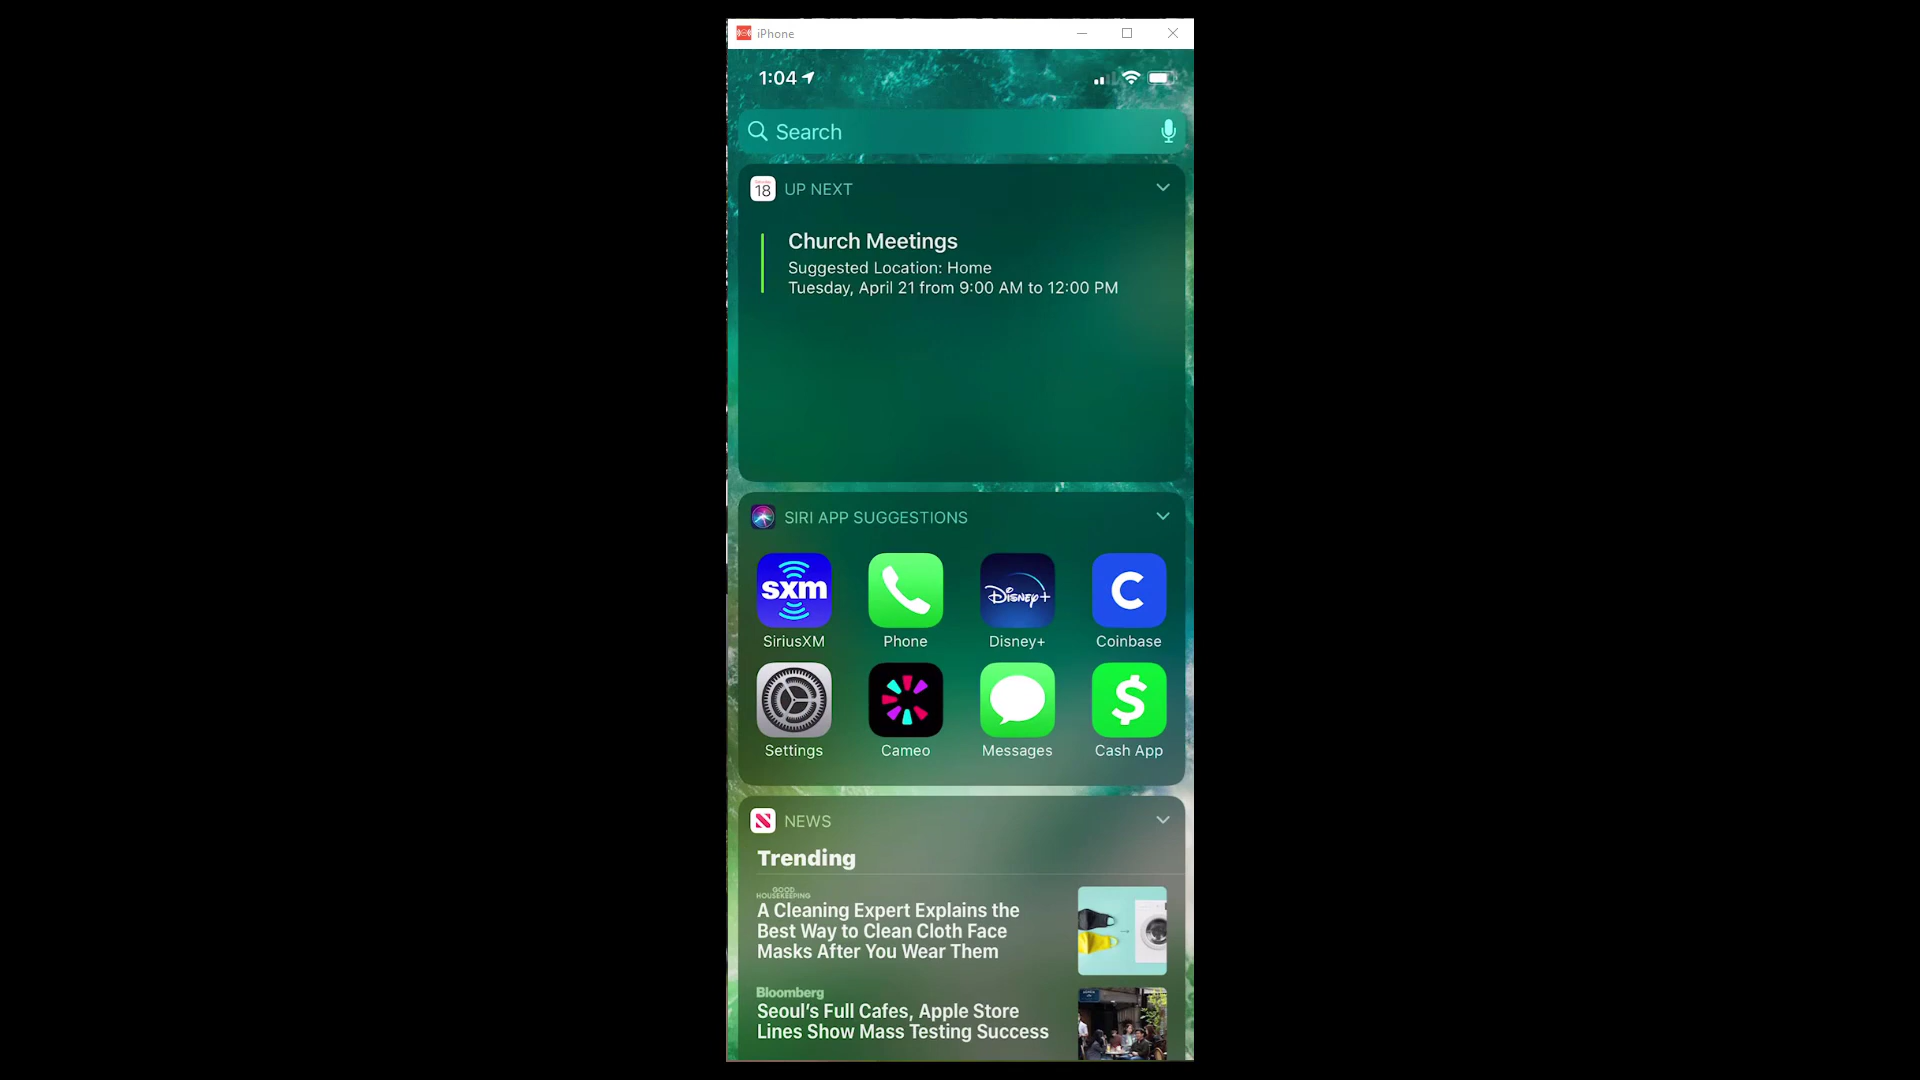 iPhone
1:04
Search
18
UP NEXT
Church Meetings
Suggested Location: Home
Tuesday, April 21 from 9:00 AM to 12:00 PM
SIRI APP SUGGESTIONS
sxm
Disney+
C
SiriusXM
Phone
Disney+
Coinbase
$
Settings
Cameo
Messages
Cash App
NEWS
Trending
GOOD
HOUSEKEEPING
A Cleaning Expert Explains the
Best Way to Clean Cloth Face
Masks After You Wear Them
Bloomberg
Seoul's Full Cafes, Apple Store
Lines Show Mass Testing Success